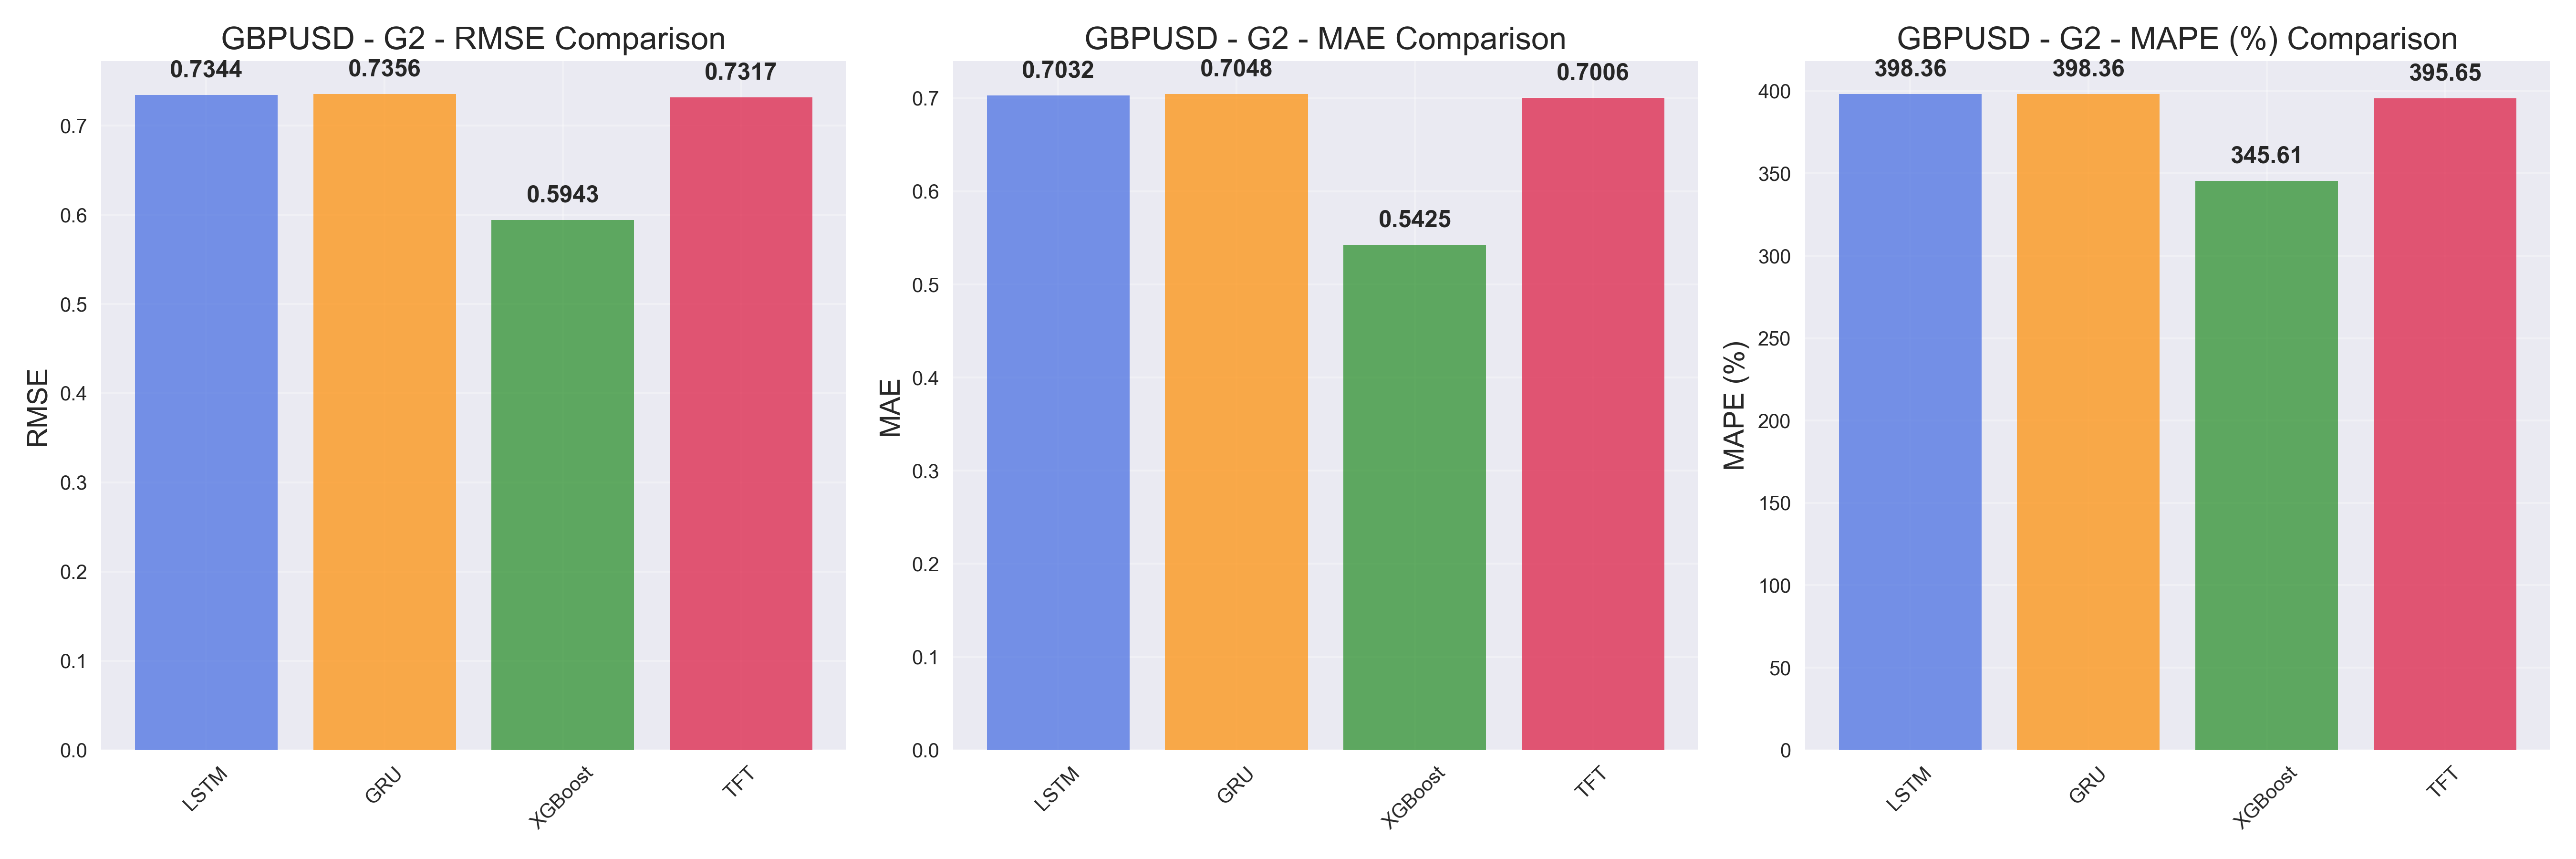 GBPUSD - G2 - RMSE Comparison
0.7344
0.7356
0.5943
0.7317
RMSE
0.7
0.6
0.5
0.4
0.3
0.2
0.1
0.0
LSTM
GRU
XGBoost
TFT
GBPUSD - G2 - MAE Comparison
0.7032
0.7048
0.5425
0.7006
MAE
0.7
0.6
0.5
0.4
0.3
0.2
0.1
0.0
LSTM
GRU
XGBoost
TFT
GBPUSD - G2 - MAPE (%) Comparison
398.36
398.36
345.61
395.65
MAPE (%)
400
350
300
250
200
150
100
50
0
LSTM
GRU
XGBoost
TFT